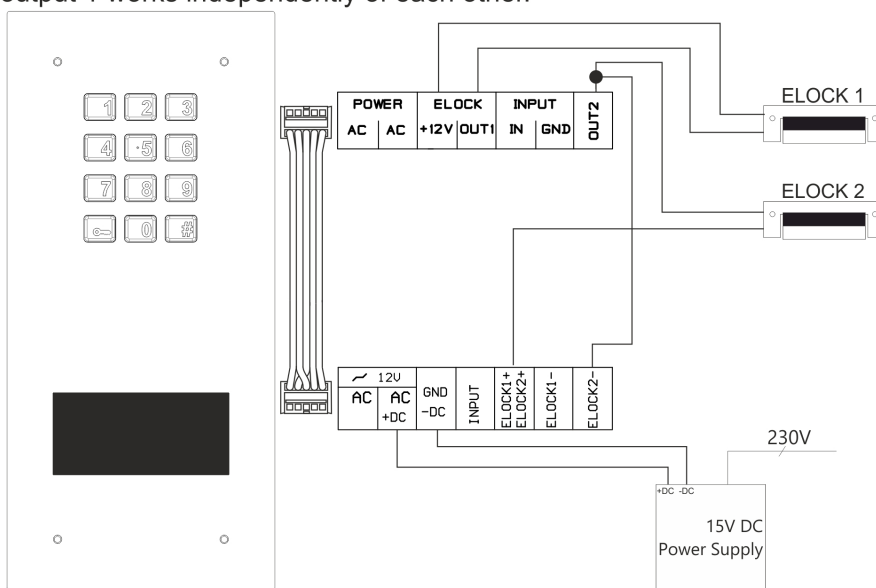 output 1 works independently of each other.
1 2 3
4 5 6
7 8 9
0 #
POWER ELOCK INPUT OUT2
AC AC +12V OUT1 IN GND
ELOCK 1
ELOCK 2
12V
AC AC +DC
GND -DC
INPUT
ELOCK1+
ELOCK2+
ELOCK1-
ELOCK2-
230V
+DC -DC
15V DC
Power Supply